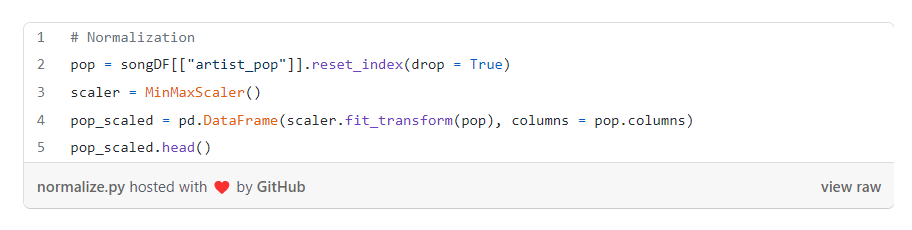 1 # Normalization
2 pop = songDF[["artist_pop"]].reset_index(drop = True)
3 scaler = MinMaxScaler()
4 pop_scaled = pd.DataFrame(scaler.fit_transform(pop), columns = pop.columns)
5 pop_scaled.head()
normalize.py hosted with ❤ by GitHub view raw